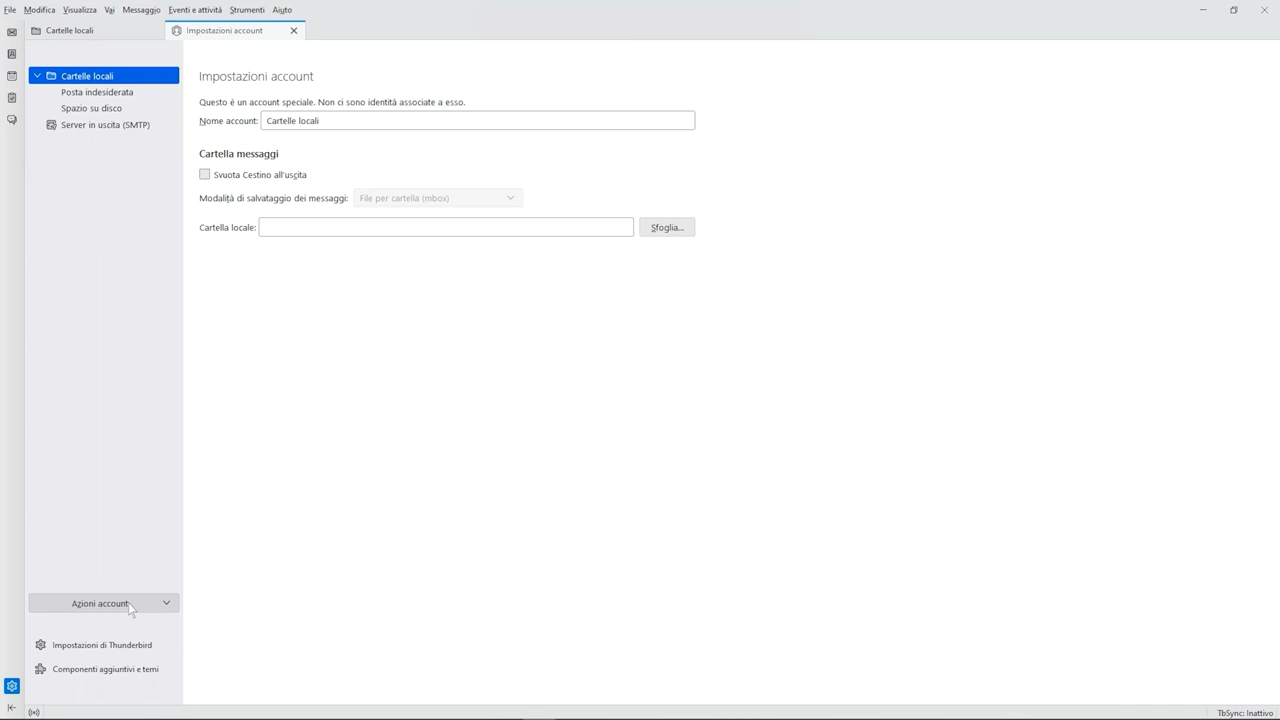 File Modifica Visualizza Vai Messaggio Eventi e attività Strumenti Aiuto
Cartelle locali
Impostazioni account
Cartelle locali
Posta indesiderata
Spazio su disco
Server in uscita (SMTP)
Impostazioni account
Questo è un account speciale. Non ci sono identità associate a esso.
Nome account: Cartelle locali
Cartella messaggi
Svuota Cestino all'uscita
Modalità di salvataggio dei messaggi: File per cartella (mbox)
Cartella locale: Sfoglia...
Azioni account
Impostazioni di Thunderbird
Componenti aggiuntivi e temi
TbSync: Inattivo